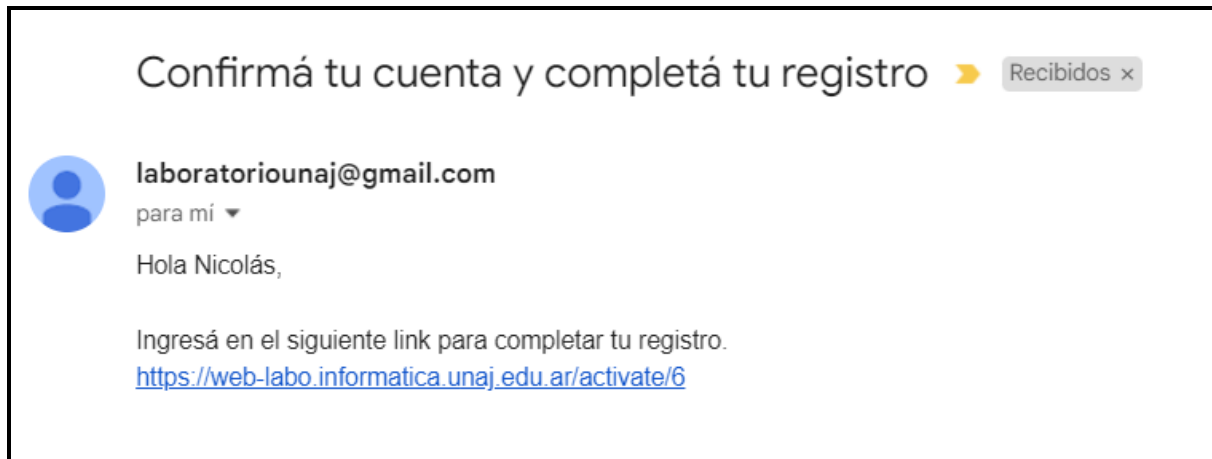 Confirmá tu cuenta y completá tu registro Recibidos ×
laboratoriounaj@gmail.com
para mí
Hola Nicolás,
Ingresá en el siguiente link para completar tu registro.
https://web-labo.informatica.unaj.edu.ar/activate/6